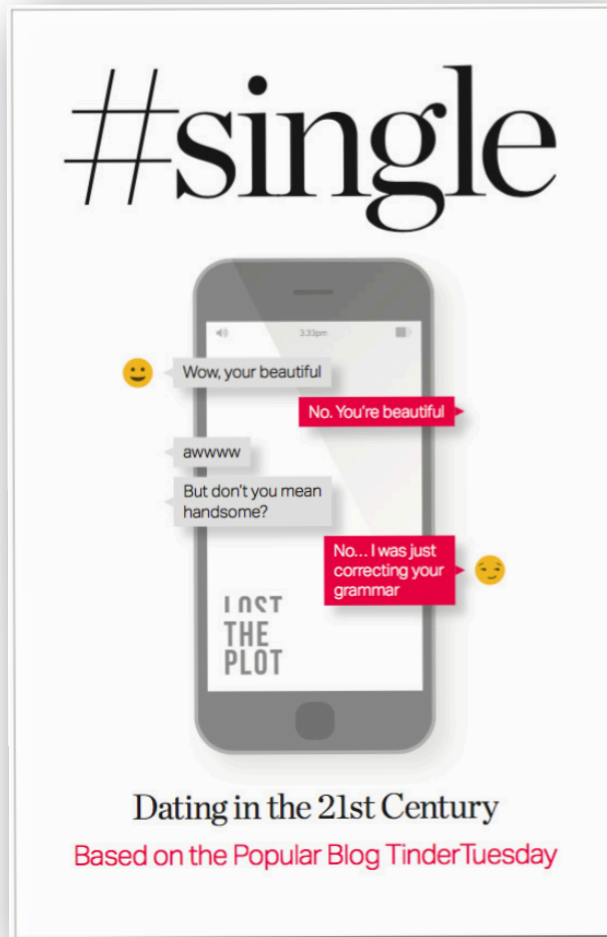 #single
3.33pm
Wow, your beautiful
No. You're beautiful
awwww
But don't you mean
handsome?
No... I was just
correcting your
grammar
LOST
THE
PLOT
Dating in the 21st Century
Based on the Popular Blog TinderTuesday